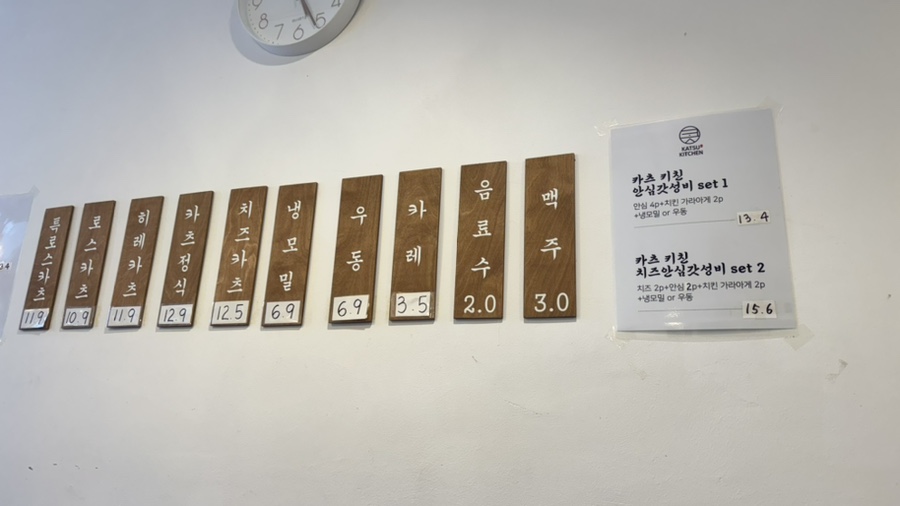 특로스카츠
11.9
로스카츠
10.9
히레카츠
11.9
카츠정식
12.9
치즈카츠
12.5
냉모밀
6.9
우동
6.9
카레
3.5
음료수
2.0
맥주
3.0
KATSU
KITCHEN
카츠 키친
안심갓성비 set 1
안심 4p+치킨 가라아게 2p
+냉모밀 or 우동
13.4
카츠 키친
치즈안심갓성비 set 2
치즈 2p+안심 2p+치킨 가라아게 2p
+냉모밀 or 우동
15.6
8
7
6
5
4